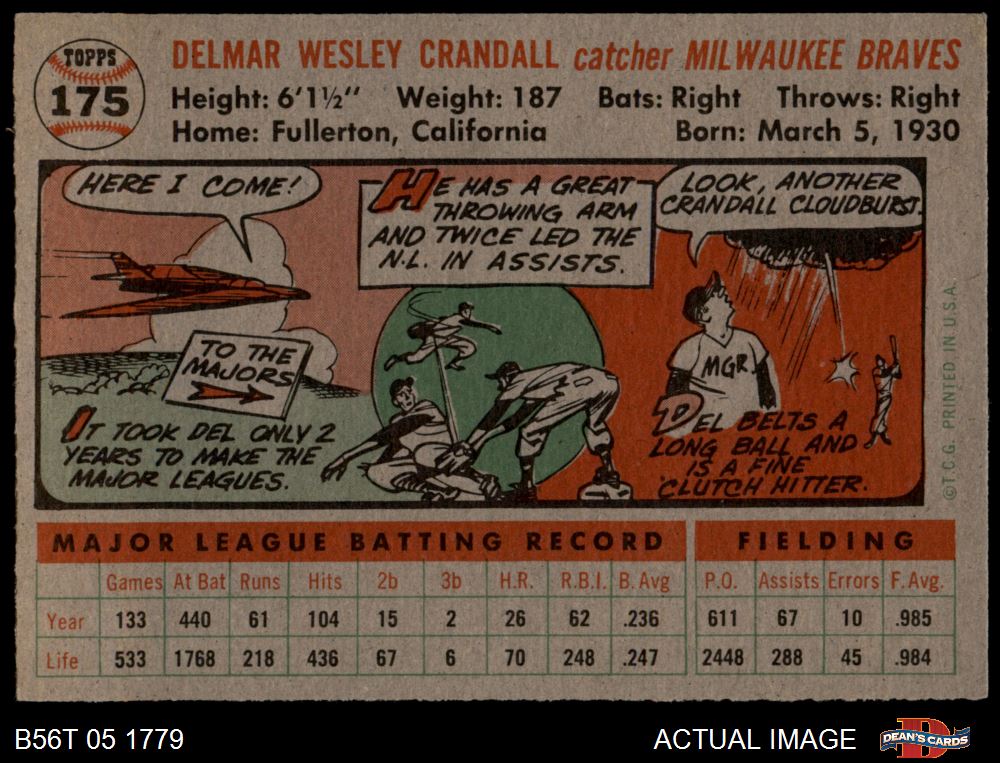 TOPPS
175
DELMAR WESLEY CRANDALL catcher MILWAUKEE BRAVES
Height: 6'1½" Weight: 187 Bats: Right Throws: Right
Home: Fullerton, California Born: March 5, 1930
HERE I COME!
TO THE
MAJORS
IT TOOK DEL ONLY 2
YEARS TO MAKE THE
MAJOR LEAGUES.
HE HAS A GREAT
THROWING ARM
AND TWICE LED THE
N.L. IN ASSISTS.
LOOK, ANOTHER
CRANDALL CLOUDBURST.
MGR.
DEL BELTS A
LONG BALL AND
IS A FINE
CLUTCH HITTER.
©T.C.G. PRINTED IN U.S.A.
MAJOR LEAGUE BATTING RECORD FIELDING
Games At Bat Runs Hits 2b 3b H.R. R.B.I. B. Avg P.O. Assists Errors F. Avg.
Year 133 440 61 104 15 2 26 62 .236 611 67 10 .985
Life 533 1768 218 436 67 6 70 248 .247 2448 288 45 .984
B56T 05 1779 ACTUAL IMAGE DEAN'S CARDS